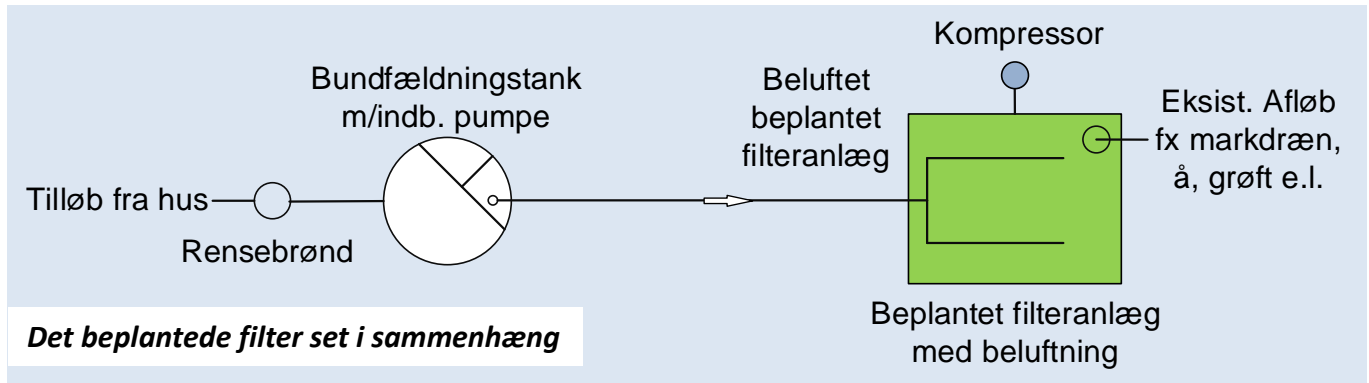 Tilløb fra hus
Rensebrønd
Bundfældningstank
m/indb. pumpe
Beluftet
beplantet
filteranlæg
Kompressor
Eksist. Afløb
fx markdræn,
å, grøft e.l.
Beplantet filteranlæg
med beluftning
Det beplantede filter set i sammenhæng